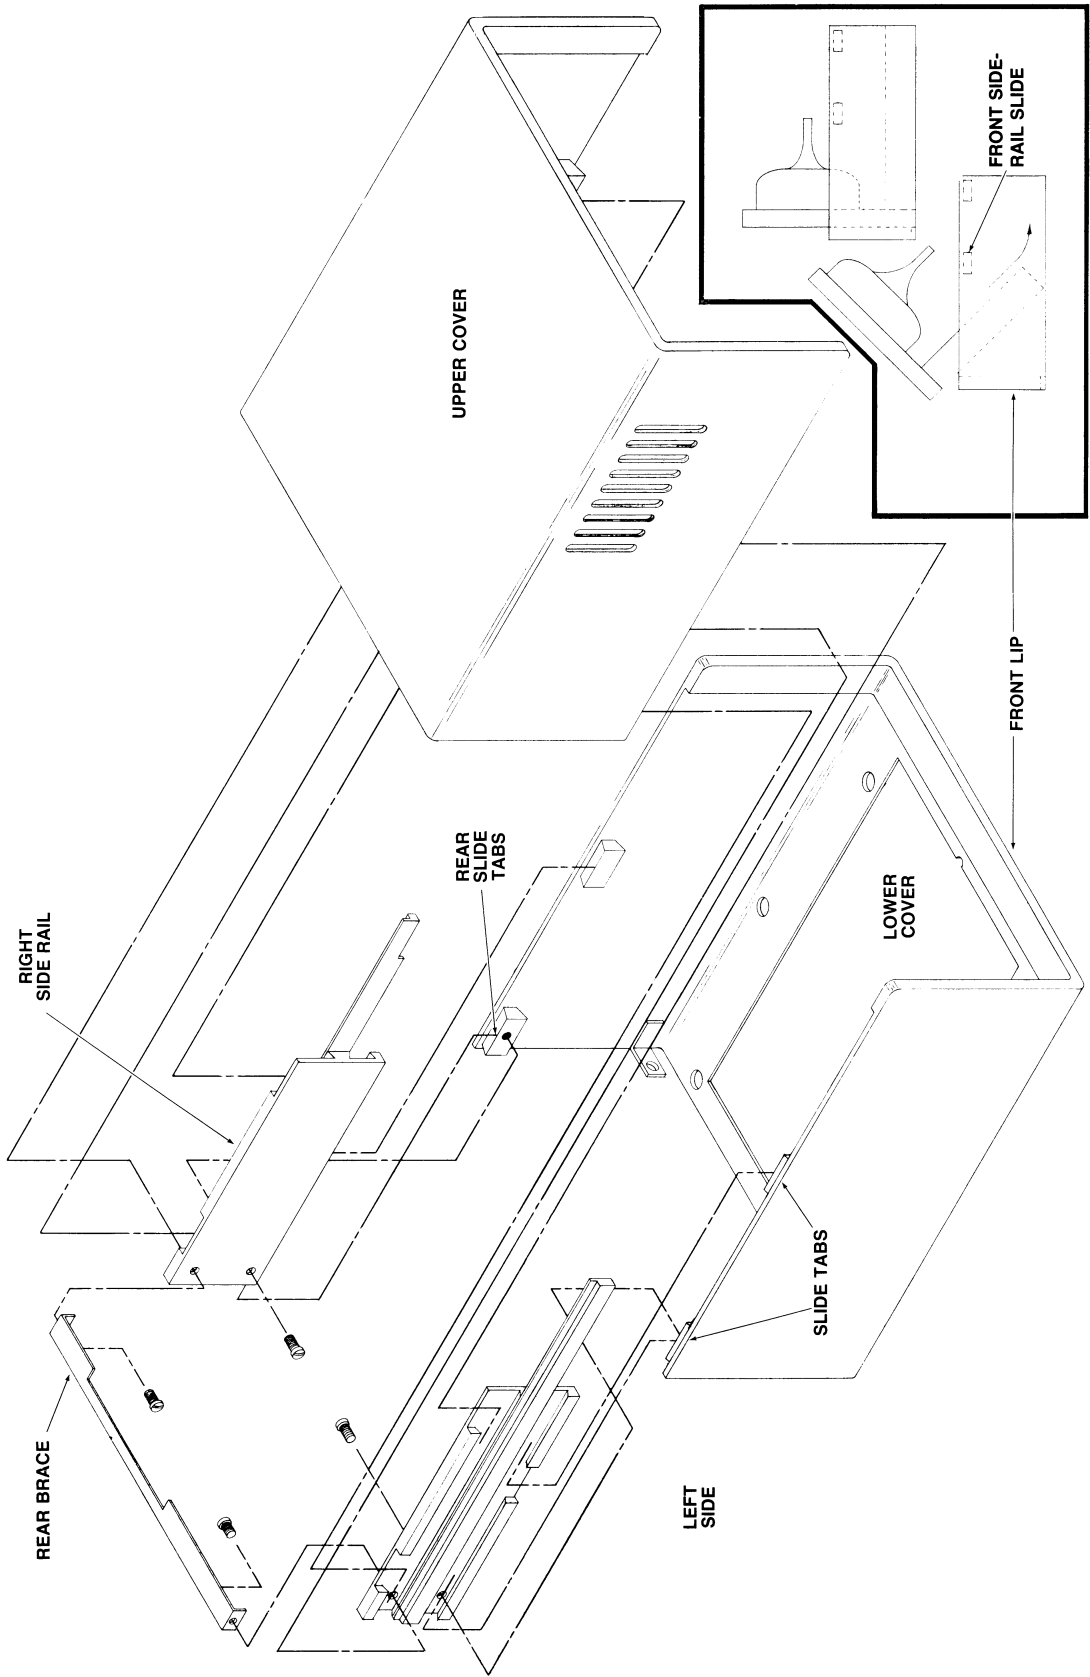 REAR BRACE
RIGHT
SIDE RAIL
UPPER COVER
REAR
SLIDE
TABS
LEFT
SIDE
SLIDE TABS
LOWER
COVER
FRONT LIP
FRONT SIDE-
RAIL SLIDE